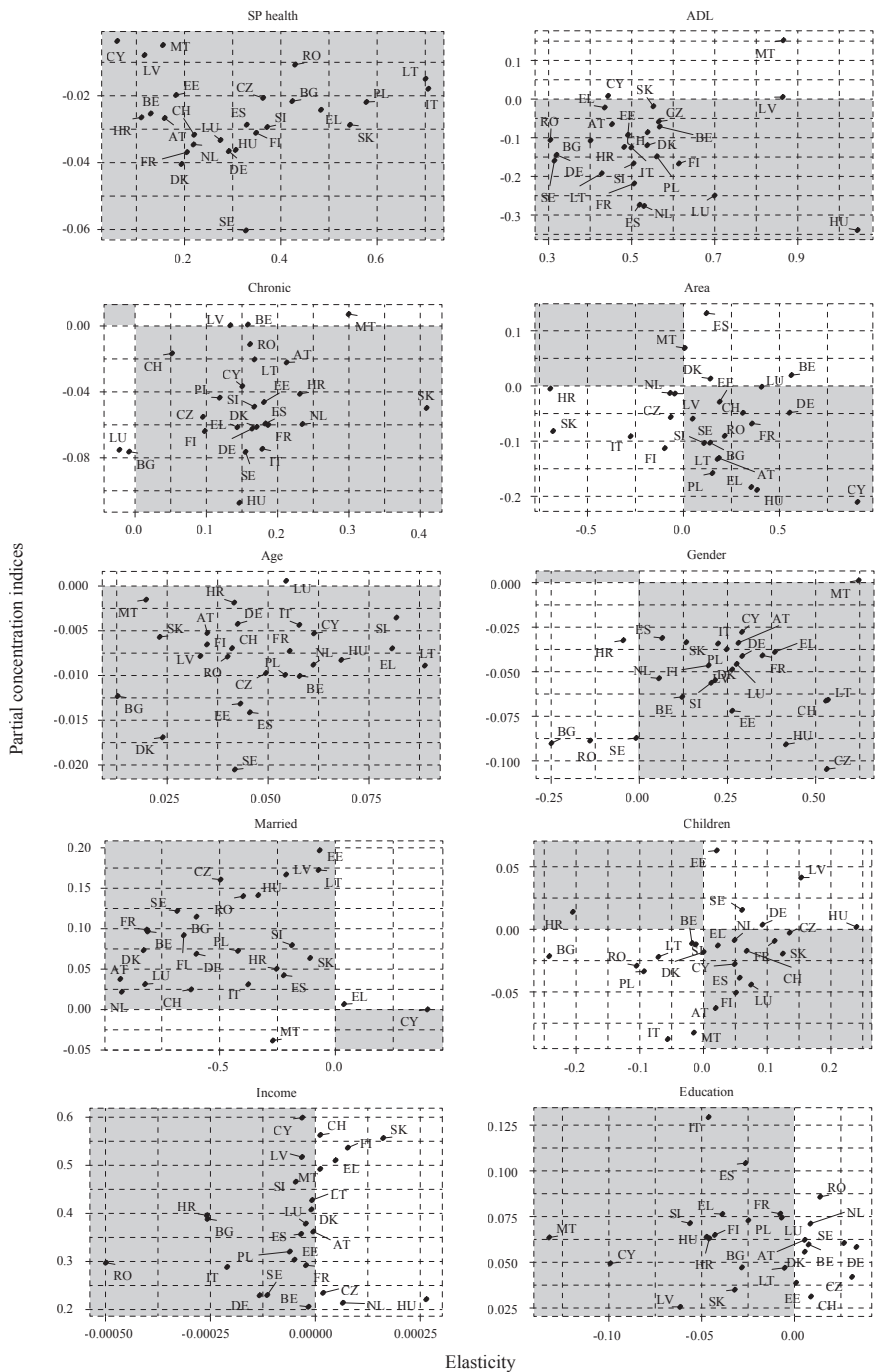 SP health
ADL
CY
MT
LV
RO
LT
EE
CZ
BG
PL
IT
BE
CH
HR
ES
SI
EL
SK
AT
LU
HU
FI
FR
NL
DE
DK
SE
-0.02
-0.04
-0.06
0.2
0.4
0.6
MT
CY
SK
LV
EL
EE
CZ
RO
AT
H
BE
BG
HR
DK
DE
IT
FI
SE
LT
SI
PL
FR
ES
NL
LU
HU
0.1
0.0
-0.1
-0.2
-0.3
0.3
0.5
0.7
0.9
Chronic
Area
LV
BE
MT
RO
CH
LT
AT
CY
EE
HR
PL
SI
SK
CZ
EL
DK
ES
NL
FI
FR
LU
BG
DE
SE
IT
HU
0.00
-0.04
-0.08
0.0
0.1
0.2
0.3
0.4
ES
MT
DK
EE
BE
LU
HR
NL
LV
CH
DE
SK
CZ
SE
RO
FR
IT
FI
SI
BG
LT
AT
PL
EL
HU
CY
0.1
0.0
-0.1
-0.2
-0.5
0.0
0.5
Age
Gender
HR
LU
MT
AT
DE
IT
CY
SI
SK
FI
CH
FR
NL
HU
EL
LT
LV
RO
CZ
PL
BE
BG
EE
ES
DK
SE
0.000
-0.005
-0.010
-0.015
-0.020
0.025
0.050
0.075
MT
HR
ES
IT
CY
AT
SK
EL
PL
DE
NL
FI
DK
FR
LU
BE
SI
CH
LT
EE
BG
RO
SE
HU
CZ
0.000
-0.025
-0.050
-0.075
-0.100
-0.25
0.00
0.25
0.50
Married
Children
EE
CZ
HU
LV
LT
SE
RO
FR
BG
SI
BE
PL
DK
FI
DE
HR
SK
AT
LU
ES
NL
CH
IT
EL
CY
MT
0.20
0.15
0.10
0.05
0.00
-0.05
-0.5
0.0
EE
LV
HR
SE
DE
HU
BE
EL
NL
CZ
BG
RO
LT
SI
FR
SK
PL
DK
CY
CH
ES
LU
FI
AT
IT
MT
0.05
0.00
-0.05
-0.2
-0.1
0.0
0.1
0.2
Income
Education
CY
CH
SK
FI
LV
EL
MT
SI
LT
HR
LU
DK
BG
ES
AT
PL
EE
RO
IT
SE
FR
CZ
DE
BE
NL
HU
0.6
0.5
0.4
0.3
0.2
-0.00050
-0.00025
0.00000
0.00025
IT
ES
RO
EL
FR
SI
NL
MT
FI
PL
LU
SE
HU
HR
BG
AT
DK
BE
DE
CY
LT
CZ
LV
SK
EE
CH
0.125
0.100
0.075
0.050
0.025
-0.10
-0.05
0.00
Partial concentration indices
Elasticity